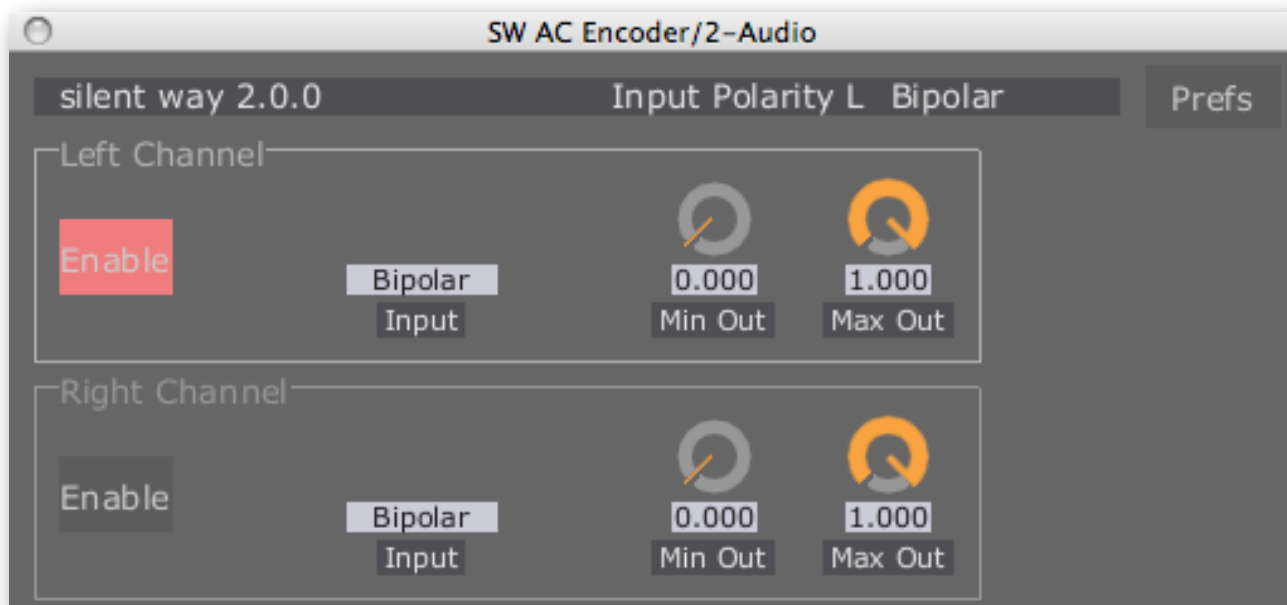 SW AC Encoder/2-Audio
silent way 2.0.0 Input Polarity L Bipolar Prefs
Left Channel
Enable
Bipolar 0.000 1.000
Input Min Out Max Out
Right Channel
Enable
Bipolar 0.000 1.000
Input Min Out Max Out